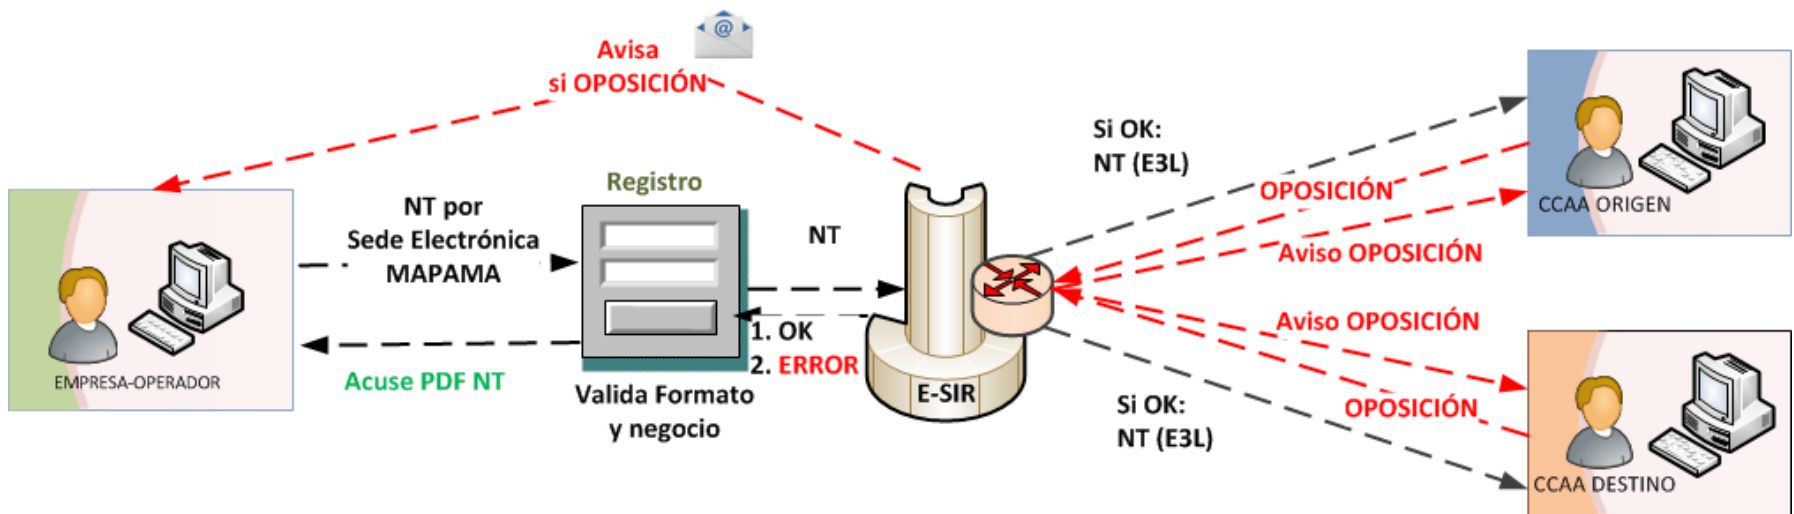 Avisa
si OPOSICIÓN
@
Registro
NT por
Sede Electrónica
MAPAMA
Acuse PDF NT
EMPRESA-OPERADOR
Valida Formato
y negocio
NT
1. OK
2. ERROR
E-SIR
Si OK:
NT (E3L)
OPOSICIÓN
Aviso OPOSICIÓN
CCAA ORIGEN
Aviso OPOSICIÓN
OPOSICIÓN
Si OK:
NT (E3L)
CCAA DESTINO